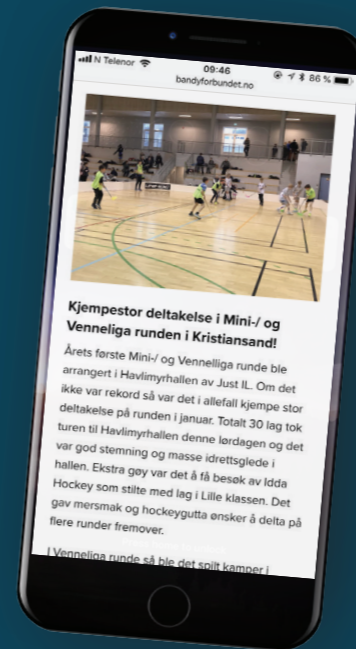 N Telenor 09:46 86 %
bandyforbundet.no
Kjempestor deltakelse i Mini-/ og
Venneliga runden i Kristiansand!
Årets første Mini-/ og Vennelliga runde ble
arrangert i Havlimyrhallen av Just IL. Om det
ikke var rekord så var det i allefall kjempe stor
deltakelse på runden i januar. Totalt 30 lag tok
turen til Havlimyrhallen denne lørdagen og det
var god stemning og masse idrettsglede i
hallen. Ekstra gøy var det å få besøk av Idda
Hockey som stilte med lag i Lille klassen. Det
gav mersmak og hockeygutta ønsker å delta på
flere runder fremover.
I Venneliga runde så ble det spilt kamper i